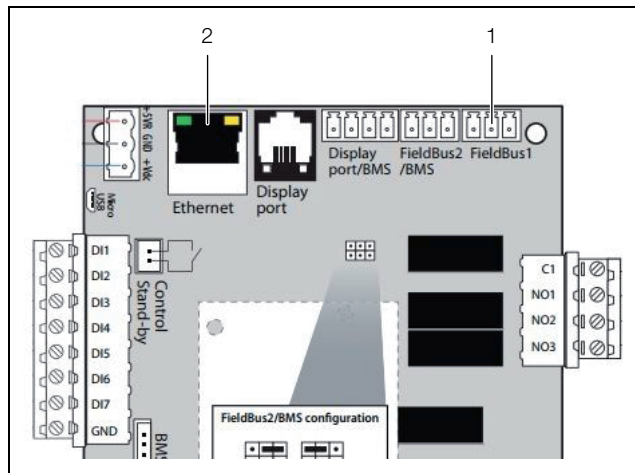 2
1
+5VR
GND
+Vdc
Micro
USB
Ethernet
Display
port
Display
port/BMS
FieldBus2
/BMS
FieldBus1
DI1
DI2
DI3
DI4
DI5
DI6
DI7
GND
Control
Stand-by
C1
NO1
NO2
NO3
FieldBus2/BMS configuration
BMS